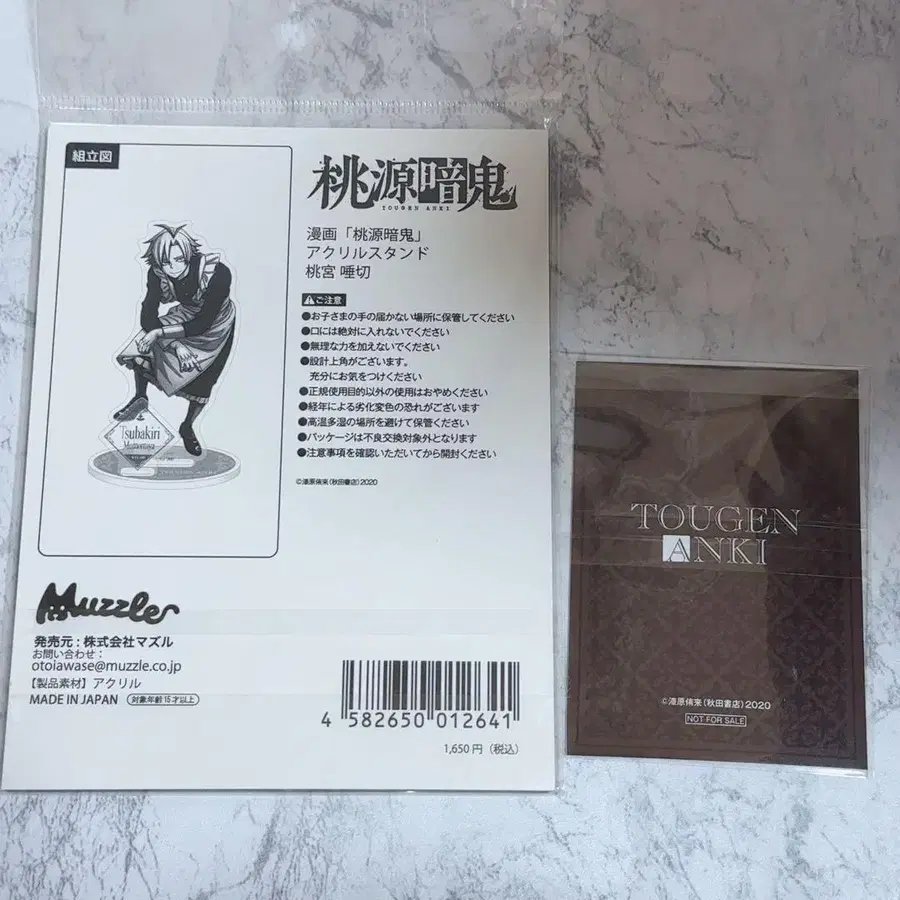 組立図
Tsubakiri
桃源暗鬼
TOUGEN ANKI
漫画「桃源暗鬼」
アクリルスタンド
桃宮 唾切
ご注意
●お子さまの手の届かない場所に保管してください
●口には絶対に入れないでください
●無理な力を加えないでください
●設計上角がございます。
充分にお気をつけください
●正規使用目的以外の使用はおやめください
●経年による劣化変色の恐れがございます
●高温多湿の場所を避けて保管ください
●パッケージは不良交換対象外となります
●注意事項を確認いただいてから開封ください
©漆原侑来（秋田書店）2020
Muzzle
発売元：株式会社マズル
お問い合わせ：
otoiawase@muzzle.co.jp
【製品素材】アクリル
MADE IN JAPAN 対象年齢15才以上
4 582650 012641
1,650円（税込）
TOUGEN
ANKI
©漆原侑来（秋田書店）2020
NOT FOR SALE